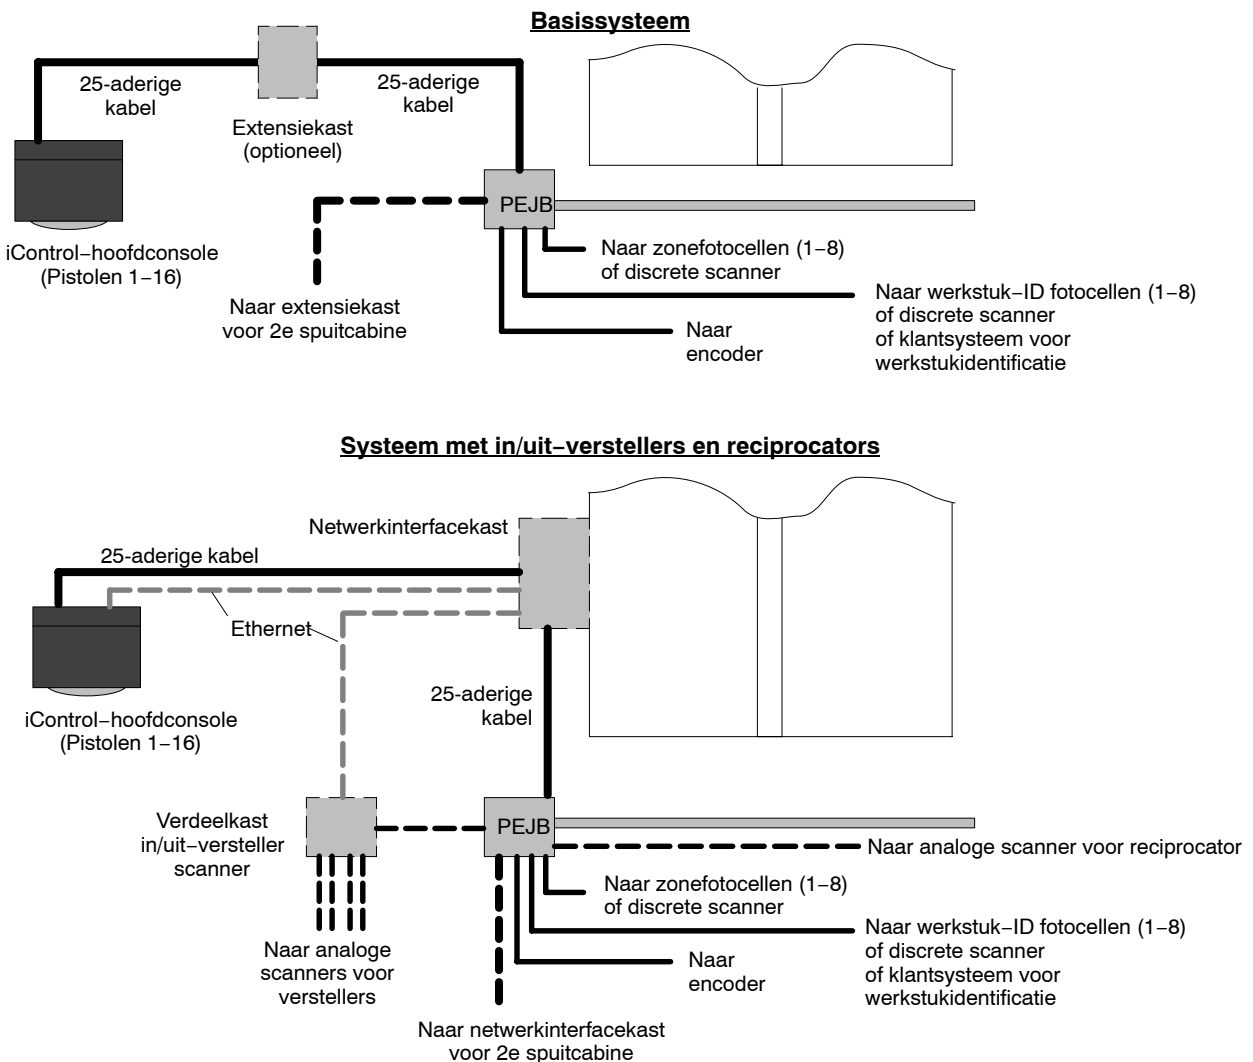 Basissysteem
25-aderige
kabel
25-aderige
kabel
Extensiekast
(optioneel)
PEJB
iControl−hoofdconsole
(Pistolen 1−16)
Naar zonefotocellen (1−8)
of discrete scanner
Naar extensiekast
voor 2e spuitcabine
Naar werkstuk−ID fotocellen (1−8)
of discrete scanner
of klantsysteem voor
werkstukidentificatie
Naar
encoder
Systeem met in/uit−verstellers en reciprocators
Netwerkinterfacekast
25-aderige kabel
Ethernet
25-aderige
kabel
iControl−hoofdconsole
(Pistolen 1−16)
Verdeelkast
in/uit−versteller
scanner
PEJB
Naar analoge scanner voor reciprocator
Naar zonefotocellen (1−8)
of discrete scanner
Naar werkstuk−ID fotocellen (1−8)
of discrete scanner
of klantsysteem voor
werkstukidentificatie
Naar analoge
scanners voor
verstellers
Naar
encoder
Naar netwerkinterfacekast
voor 2e spuitcabine